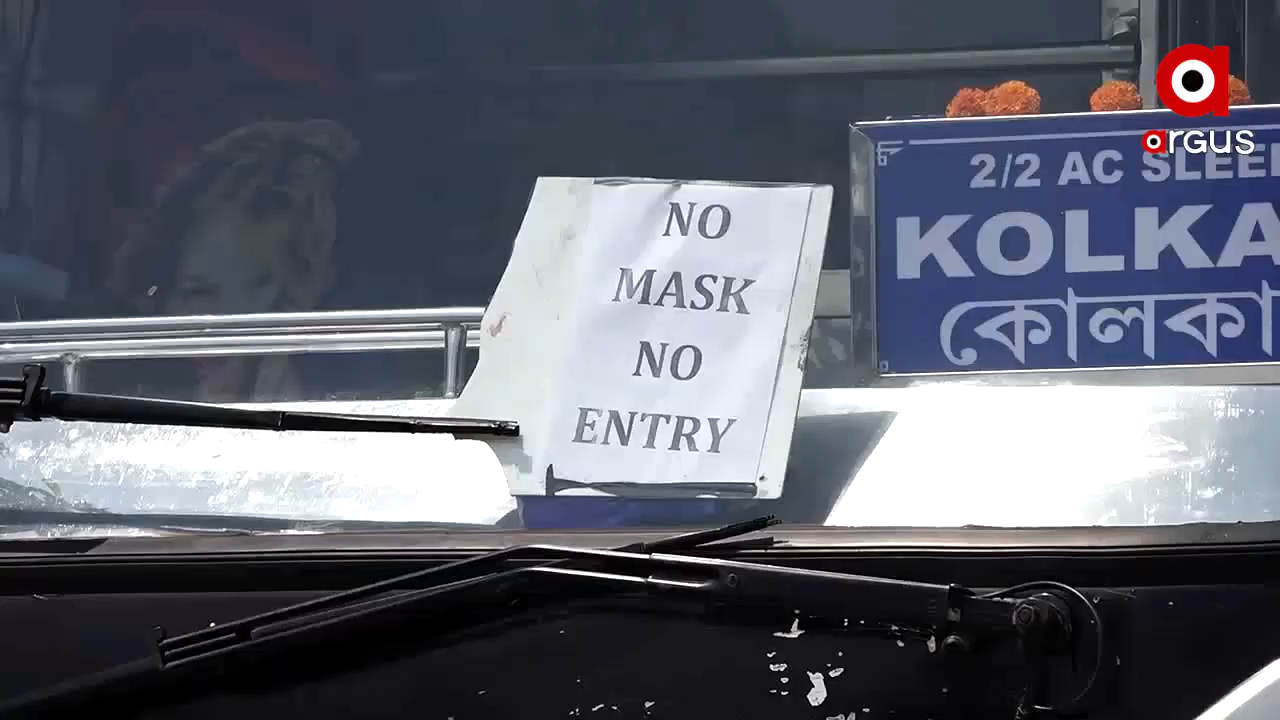 NO
MASK
NO
ENTRY
2/2 AC SLEE
KOLKA
কোলকা
argus